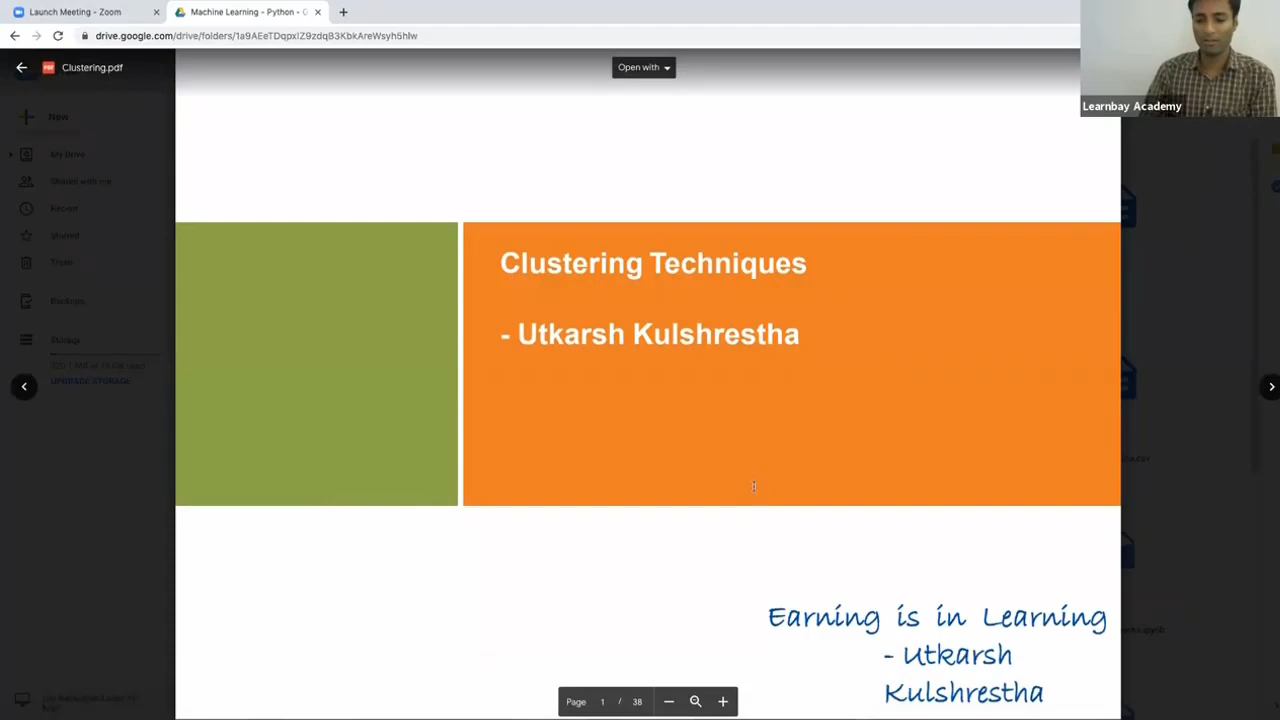 Launch Meeting - Zoom
Machine Learning - Python - G
drive.google.com/drive/folders/
Clustering.pdf
Open with
Learnbay Academy
New
My Drive
Shared with me
Recent
Starred
Trash
Backups
Storage
UPGRADE STORAGE
Clustering Techniques
- Utkarsh Kulshrestha
Earning is in Learning
- Utkarsh
Kulshrestha
Page 1 / 38